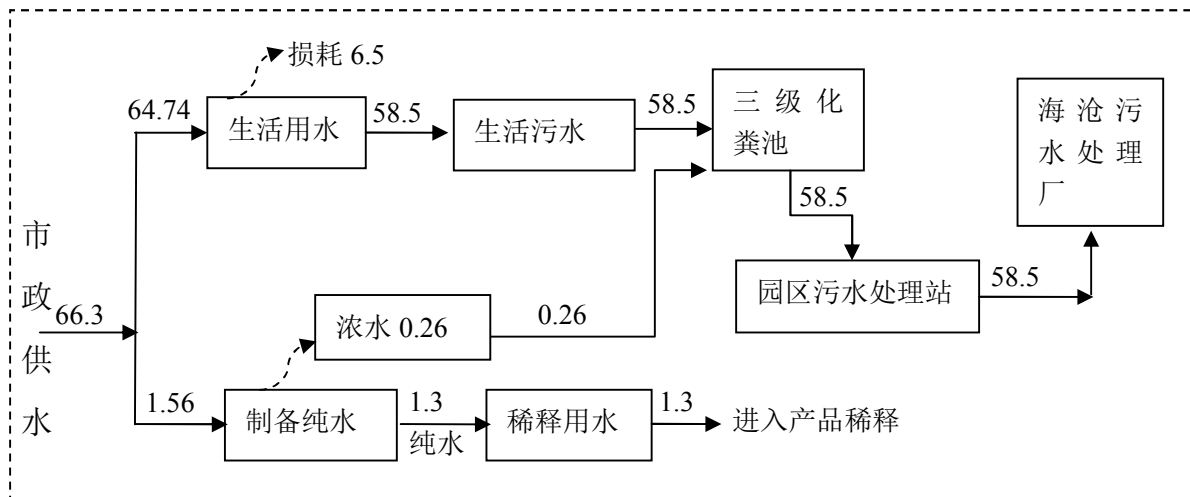 损耗 6.5
64.74
生活用水
58.5
生活污水
58.5
三级化
粪池
海沧污
水处理
厂
58.5
园区污水处理站
58.5
市
政
供
水
66.3
浓水 0.26
0.26
1.56
制备纯水
1.3
纯水
稀释用水
1.3
进入产品稀释